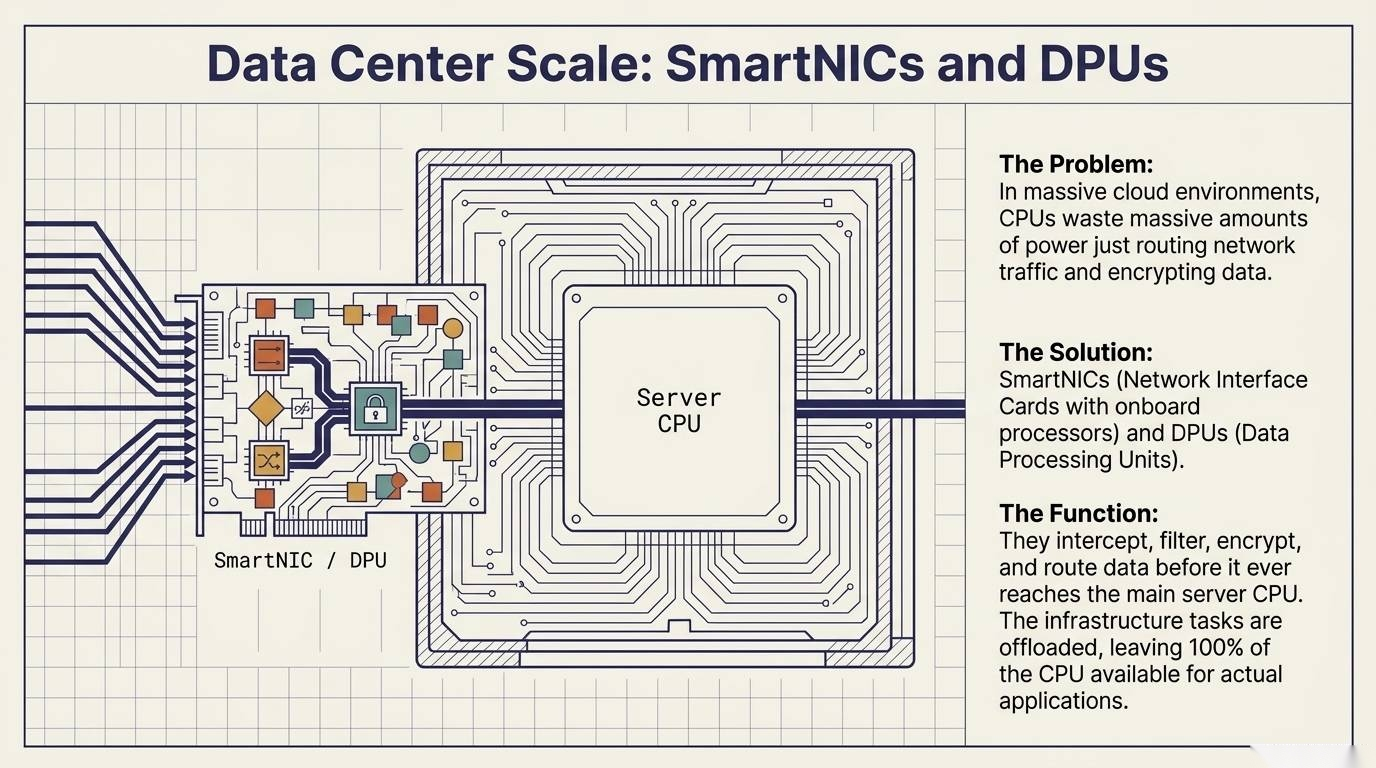 Data Center Scale: SmartNICs and DPUs
SmartNIC / DPU
Server
CPU
The Problem:
In massive cloud environments,
CPUs waste massive amounts
of power just routing network
traffic and encrypting data.
The Solution:
SmartNICs (Network Interface
Cards with onboard
processors) and DPUs (Data
Processing Units).
The Function:
They intercept, filter, encrypt,
and route data before it ever
reaches the main server CPU.
The infrastructure tasks are
offloaded, leaving 100% of
the CPU available for actual
applications.